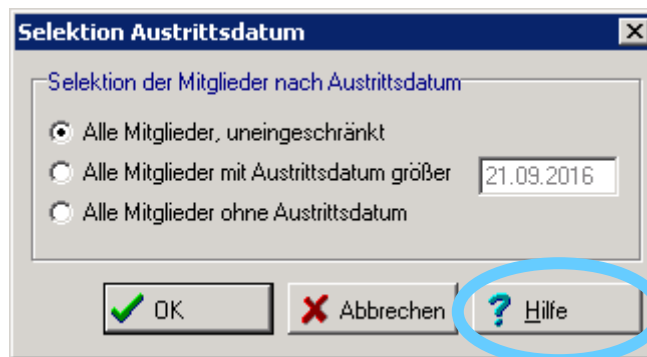 Selektion Austrittsdatum
Selektion der Mitglieder nach Austrittsdatum
Alle Mitglieder, uneingeschränkt
Alle Mitglieder mit Austrittsdatum größer 21.09.2016
Alle Mitglieder ohne Austrittsdatum
OK Abbrechen ? Hilfe